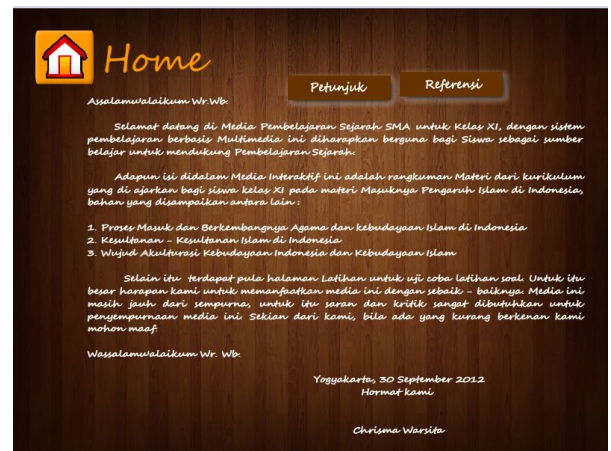 Home
Petunjuk
Referensi
Assalamwalaikum Wr.Wb.
Selamat datang di Media Pembelajaran Sejarah SMA untuk Kelas XI, dengan sistem
pembelajaran berbasis Multimedia ini diharapkan berguna bagi Siswa sebagai sumber
belajar untuk mendukung Pembelajaran Sejarah.
Adapun isi didalam Media Interaktif ini adalah rangkuman Materi dari kurikulum
yang di ajarkan bagi siswa kelas XI pada materi Masuknya Pengaruh Islam di Indonesia,
bahan yang disampaikan antara lain :
1. Proses Masuk dan Berkembangnya Agama dan kebudayaan Islam di Indonesia
2. Kesultanan - Kesultanan Islam di Indonesia
3. Wujud Akulturasi Kebudayaan Indonesia dan Kebudayaan Islam
Selain itu terdapat pula halaman Latihan untuk uji coba latihan soal. Untuk itu
besar harapan kami untuk memanfaatkan media ini dengan sebaik - baiknya. Media ini
masih jauh dari sempurna, untuk itu saran dan kritik sangat dibutuhkan untuk
penyempurnaan media ini. Sekian dari kami, bila ada yang kurang berkenan kami
mohon maaf.
Wassalamualaikum Wr. Wb.
Yogyakarta, 30 September 2012
Hormat kami
Chrisma Warsita